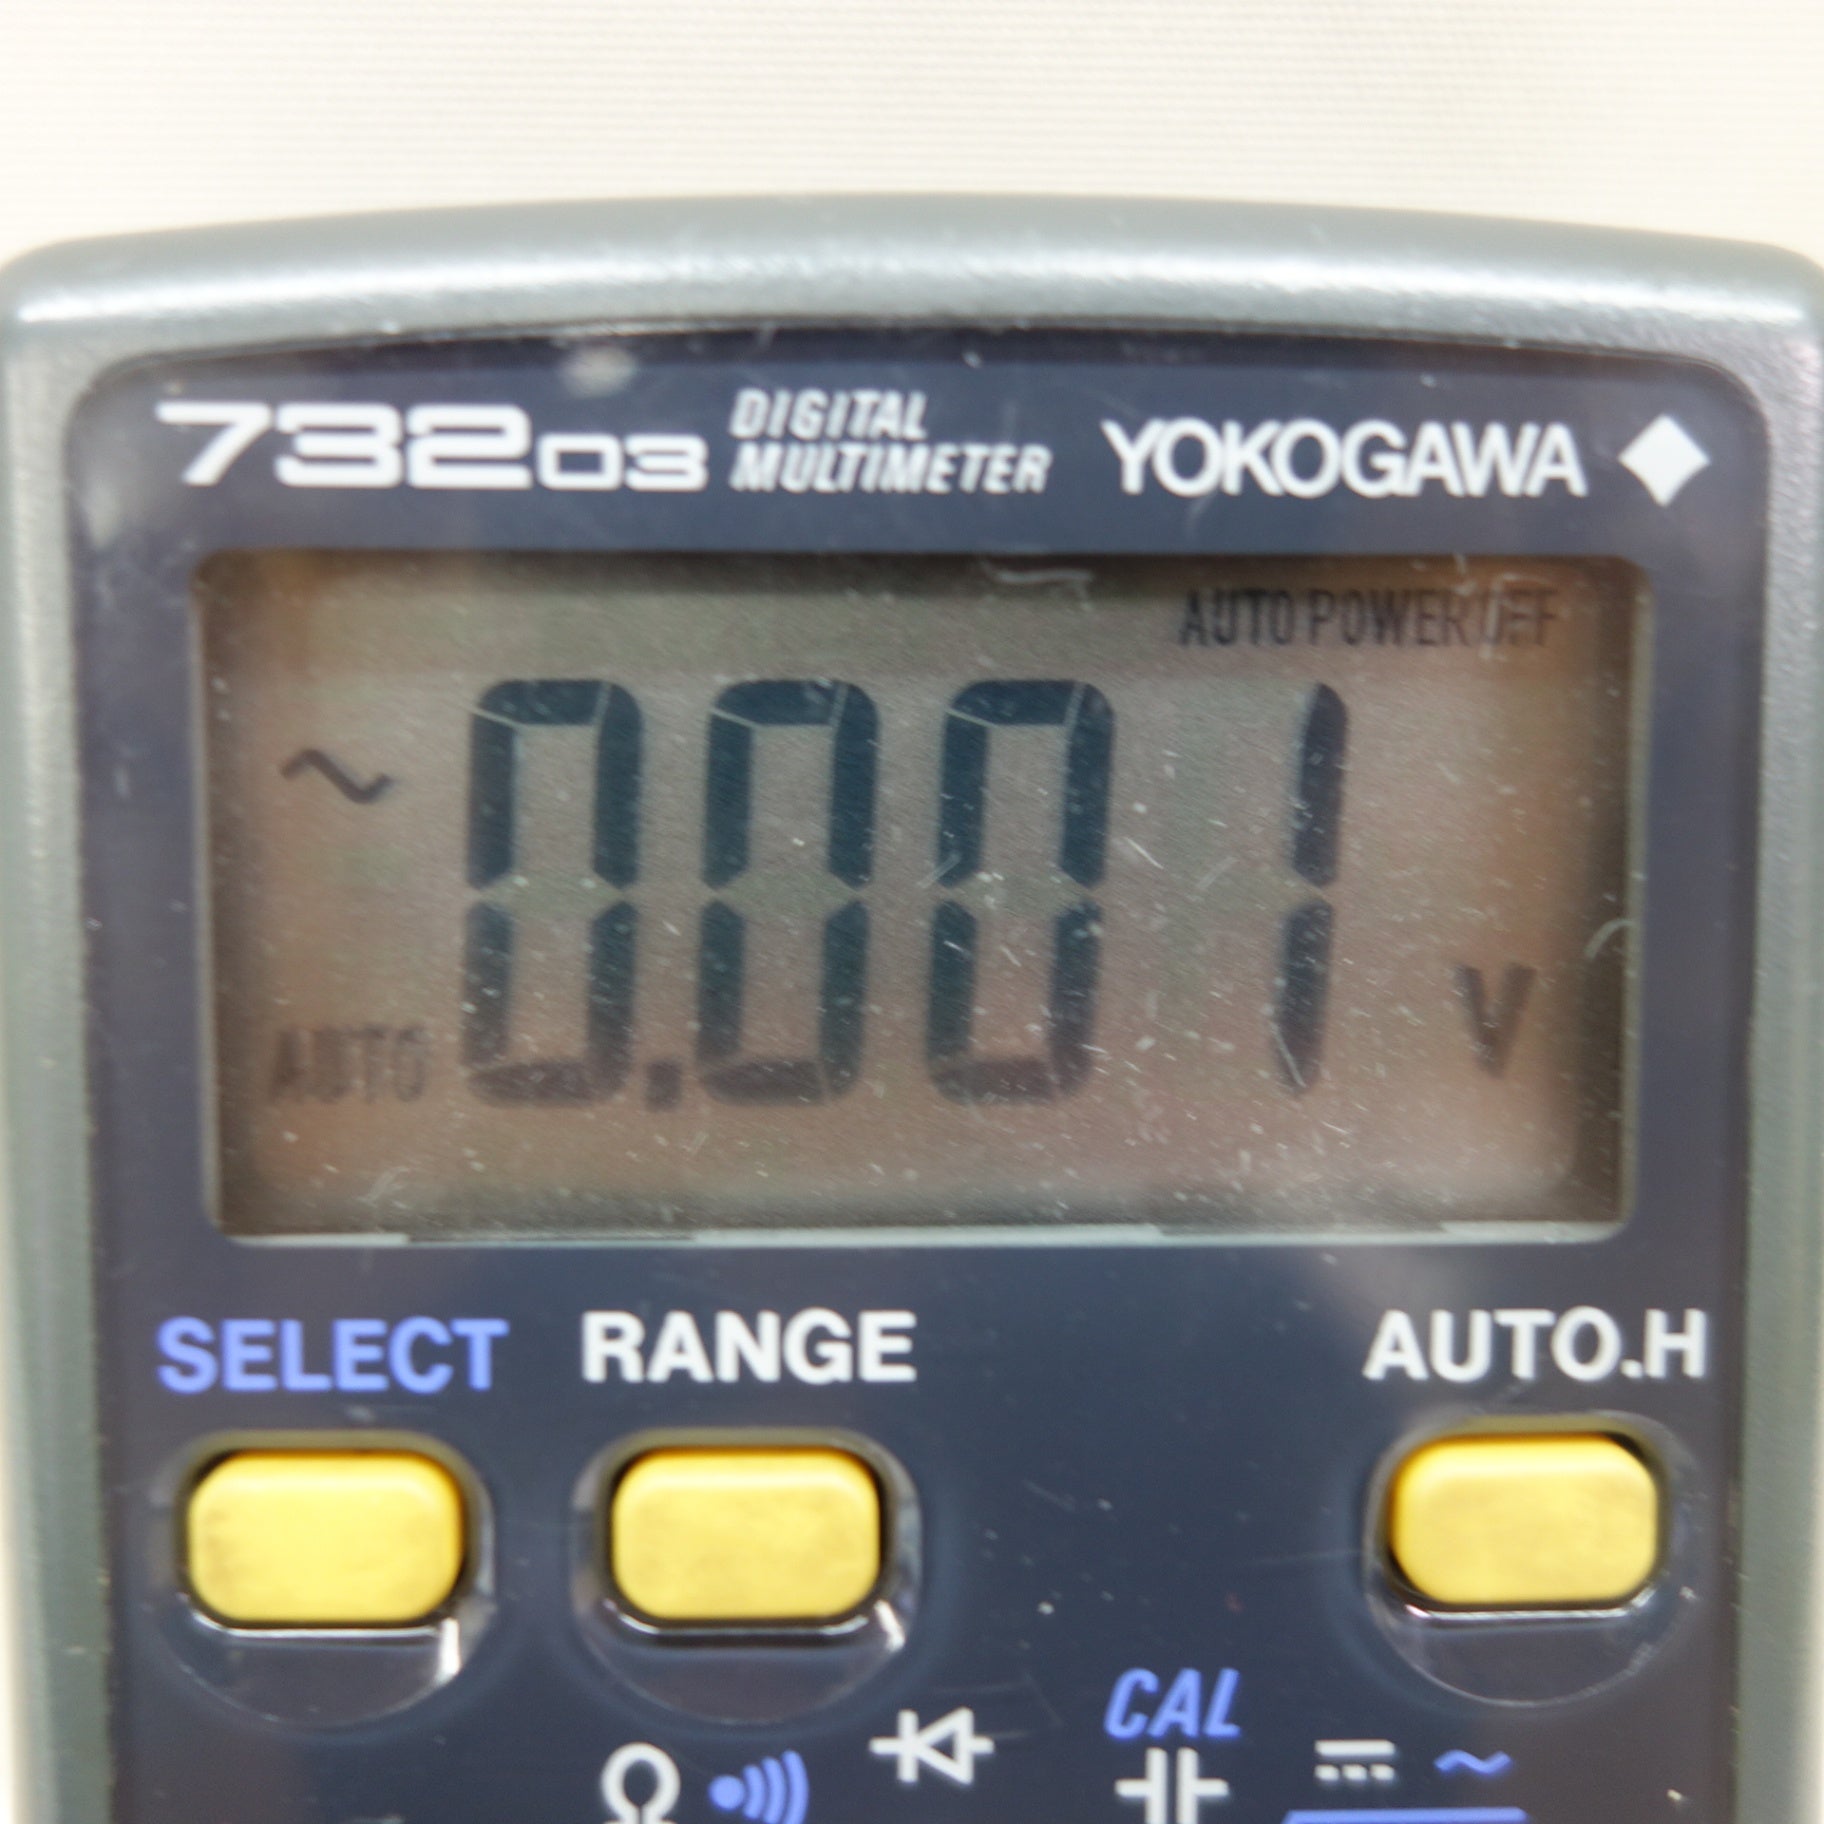 73203 DIGITAL MULTIMETER YOKOGAWA
AUTO POWER OFF
~ 0.001 V
AUTO
SELECT RANGE AUTO.H
CAL
Ω ~